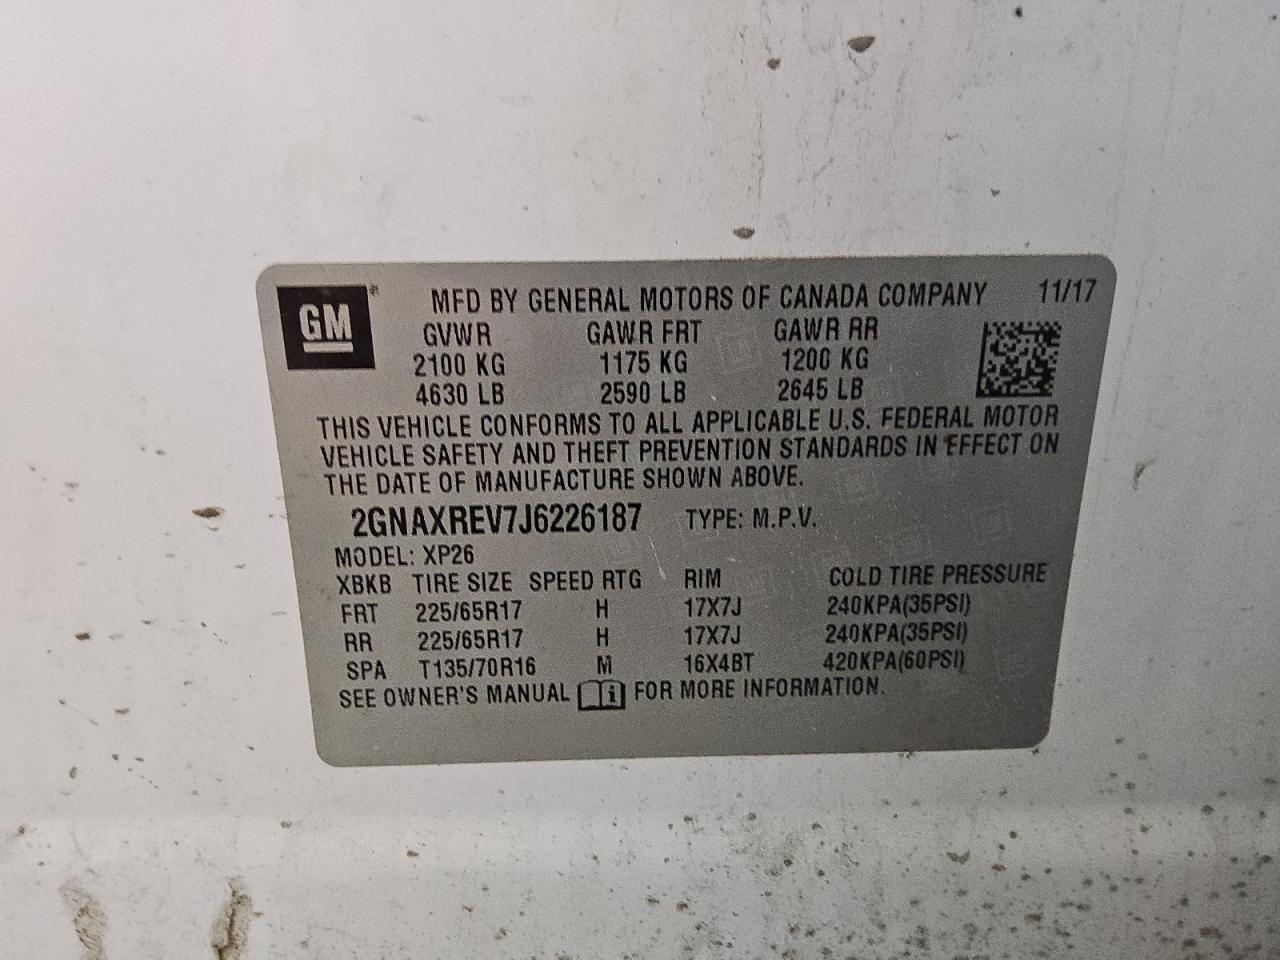 GM ® MFD BY GENERAL MOTORS OF CANADA COMPANY 11/17
GVWR GAWR FRT GAWR RR
2100 KG 1175 KG 1200 KG
4630 LB 2590 LB 2645 LB
THIS VEHICLE CONFORMS TO ALL APPLICABLE U.S. FEDERAL MOTOR
VEHICLE SAFETY AND THEFT PREVENTION STANDARDS IN EFFECT ON
THE DATE OF MANUFACTURE SHOWN ABOVE.
2GNAXREV7J6226187 TYPE: M.P.V.
MODEL: XP26
XBKB TIRE SIZE SPEED RTG RIM COLD TIRE PRESSURE
FRT 225/65R17 H 17X7J 240KPA(35PSI)
RR 225/65R17 H 17X7J 240KPA(35PSI)
SPA T135/70R16 M 16X4BT 420KPA(60PSI)
SEE OWNER'S MANUAL i FOR MORE INFORMATION.